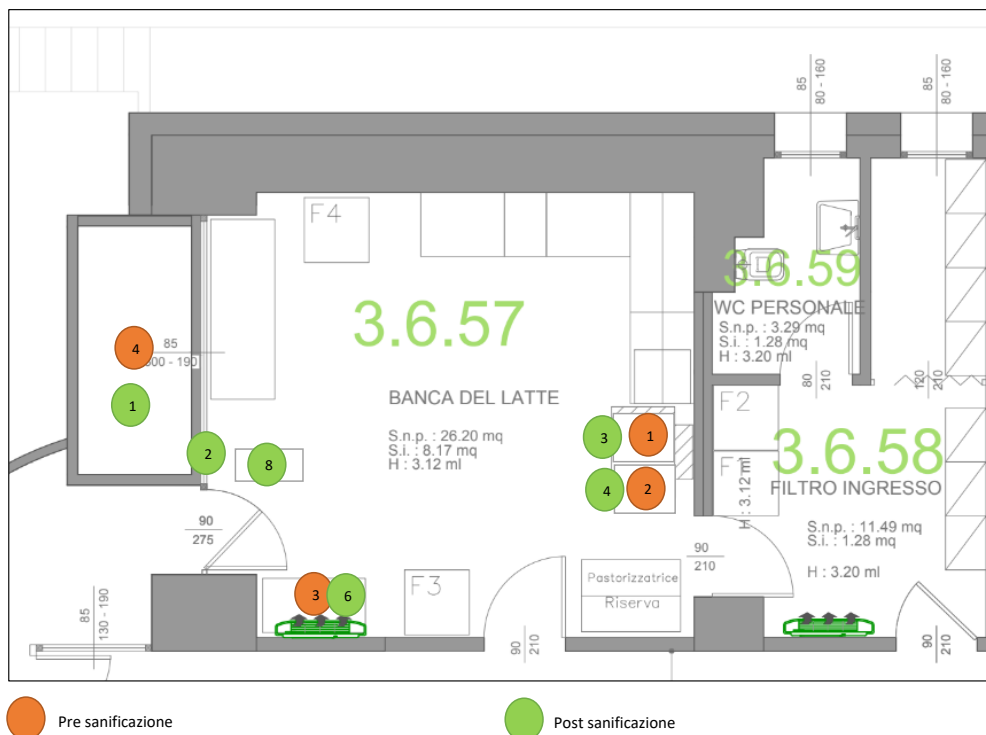 85
80 - 160
85
80 - 160
F4
3.6.57
3.6.59
WC PERSONALE
S.n.p. : 3.29 mq
S.i. : 1.28 mq
H : 3.20 ml
4
85
1
BANCA DEL LATTE
S.n.p. : 26.20 mq
S.i. : 8.17 mq
H : 3.12 ml
80
210
120
210
F2
3
1
2
8
4
2
F1
H : 3.12 ml
3.6.58
FILTRO INGRESSO
S.n.p. : 11.49 mq
S.i. : 1.28 mq
H : 3.20 ml
90
275
90
210
3
6
F3
Pastorizzatrice
Riserva
85
130 - 190
90
210
90
210
Pre sanificazione
Post sanificazione